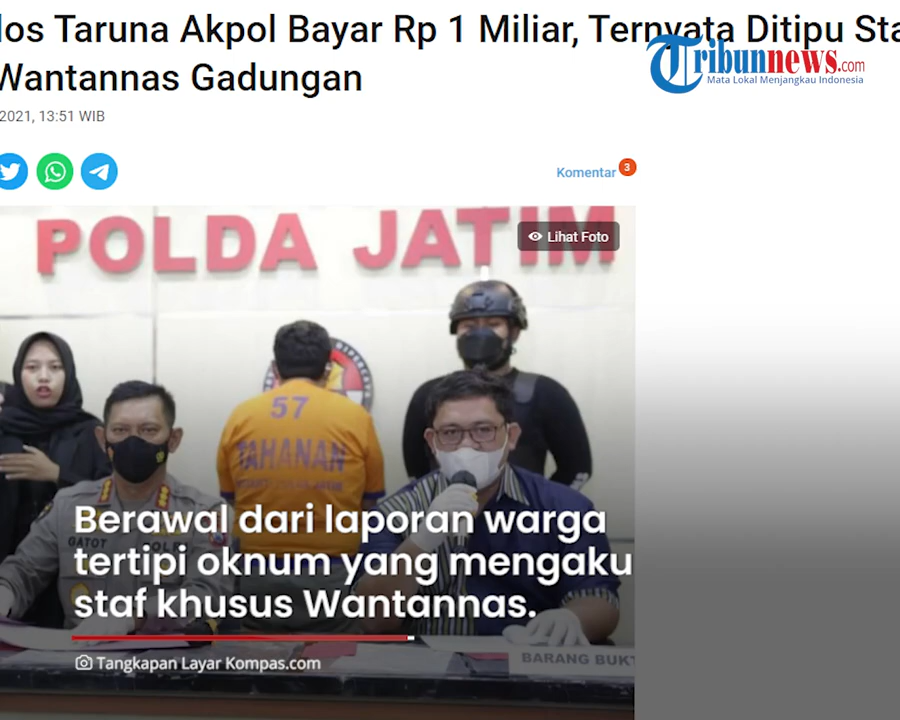 los Taruna Akpol Bayar Rp 1 Miliar, Ternyata Ditipu Sta
Wantannas Gadungan
Tribunnews.com
Mata Lokal Menjangkau Indonesia
2021, 13:51 WIB
Komentar 3
POLDA JATIM
Lihat Foto
57
TAHANAN
Berawal dari laporan warga
GATOT
tertipi oknum yang mengaku
staf khusus Wantannas.
Tangkapan Layar Kompas.com
BARANG BUKT